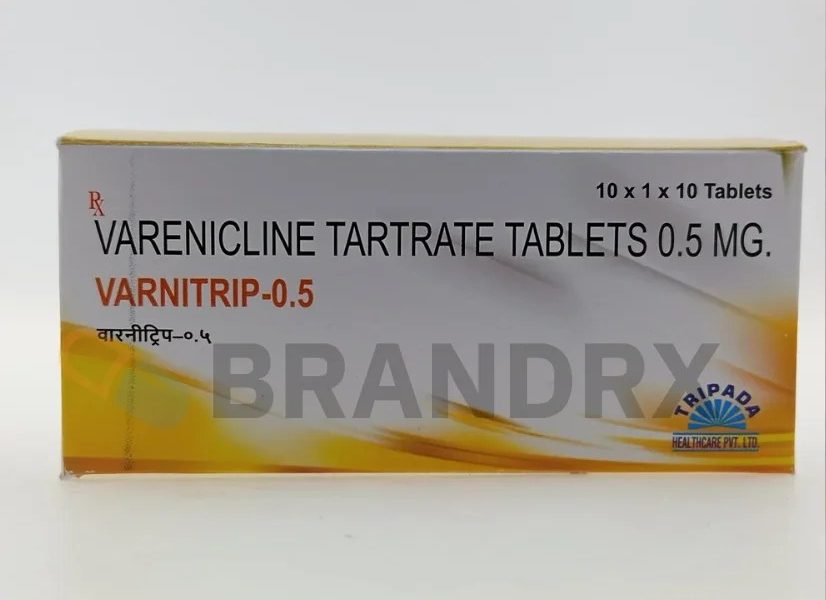 10 x 1 x 10 Tablets
Rx
VARENICLINE TARTRATE TABLETS 0.5 MG.
VARNITRIP-0.5
वारनीट्रिप–०.५
BRANDRX
TRIPADA
HEALTHCARE PVT. LTD.